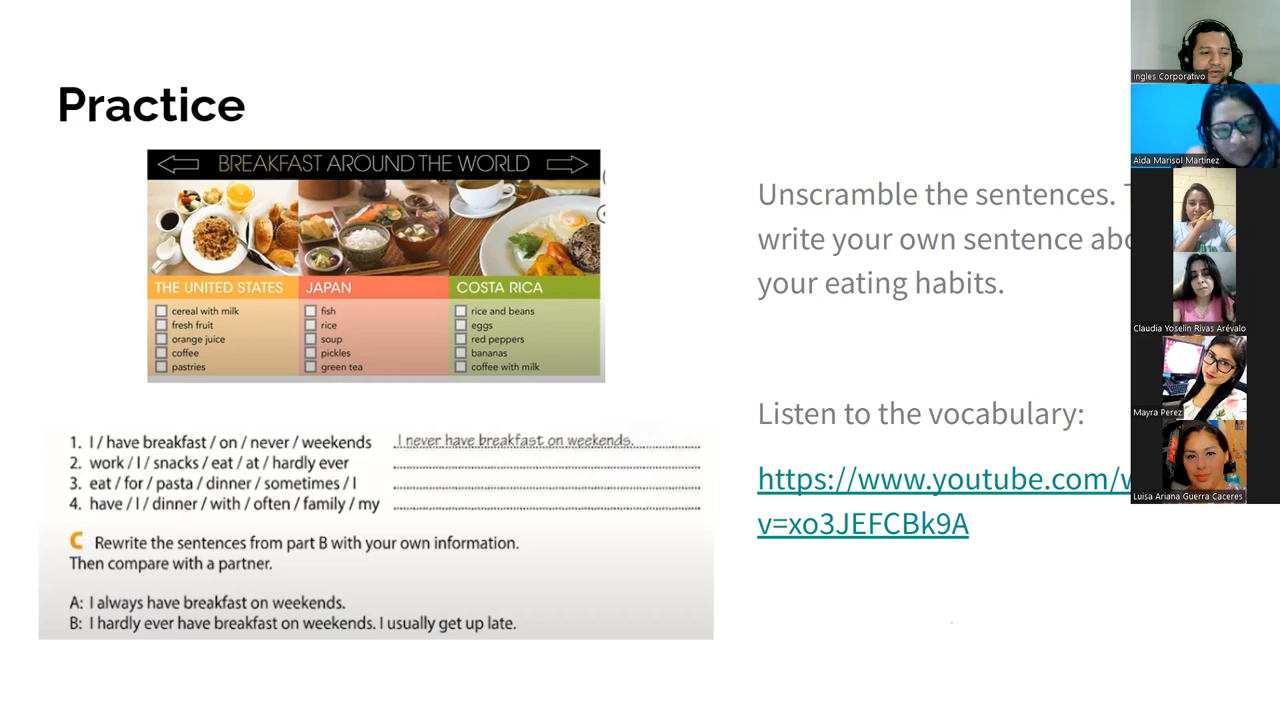 Practice
BREAKFAST AROUND THE WORLD
THE UNITED STATES
cereal with milk
fresh fruit
orange juice
coffee
pastries
JAPAN
fish
rice
soup
pickles
green tea
COSTA RICA
rice and beans
eggs
red peppers
bananas
coffee with milk
1. I / have breakfast / on / never / weekends I never have breakfast on weekends.
2. work / I / snacks / eat / at / hardly ever
3. eat / for / pasta / dinner / sometimes / I
4. have / I / dinner / with / often / family / my
C Rewrite the sentences from part B with your own information.
Then compare with a partner.
A: I always have breakfast on weekends.
B: I hardly ever have breakfast on weekends. I usually get up late.
Unscramble the sentences.
write your own sentence
your eating habits.
Listen to the vocabulary:
https://www.youtube.com/
v=xo3JEFCBk9A
Ingles Corporativo
Aida Marisol Martinez
Claudia Yoselin Rivas Arévalo
Mayra Perez
Luisa Ariana Guerra Caceres